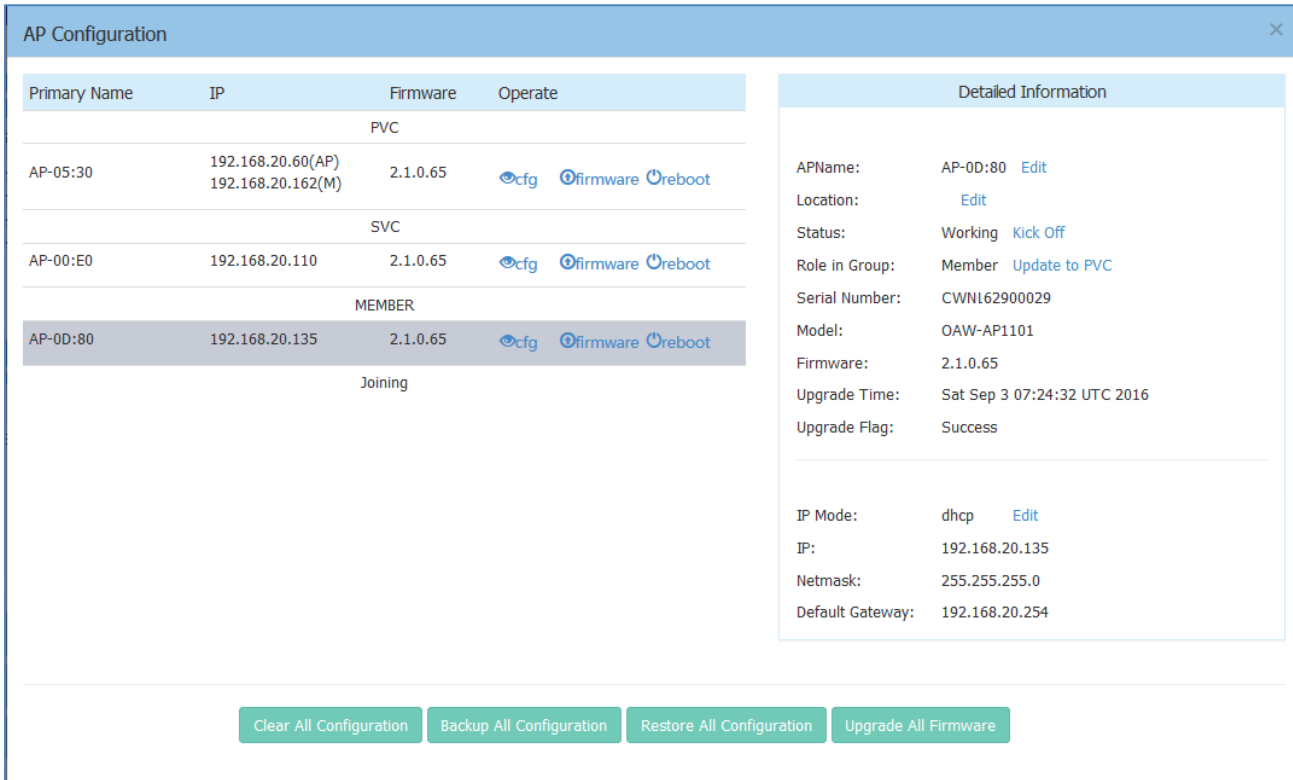 AP Configuration ×
Primary Name IP Firmware Operate
PVC
AP-05:30 192.168.20.60(AP) 2.1.0.65 cfg firmware reboot
192.168.20.162(M)
SVC
AP-00:E0 192.168.20.110 2.1.0.65 cfg firmware reboot
MEMBER
AP-0D:80 192.168.20.135 2.1.0.65 cfg firmware reboot
Joining
Detailed Information
APName: AP-0D:80 Edit
Location: Edit
Status: Working Kick Off
Role in Group: Member Update to PVC
Serial Number: CWN162900029
Model: OAW-AP1101
Firmware: 2.1.0.65
Upgrade Time: Sat Sep 3 07:24:32 UTC 2016
Upgrade Flag: Success
IP Mode: dhcp Edit
IP: 192.168.20.135
Netmask: 255.255.255.0
Default Gateway: 192.168.20.254
Clear All Configuration Backup All Configuration Restore All Configuration Upgrade All Firmware